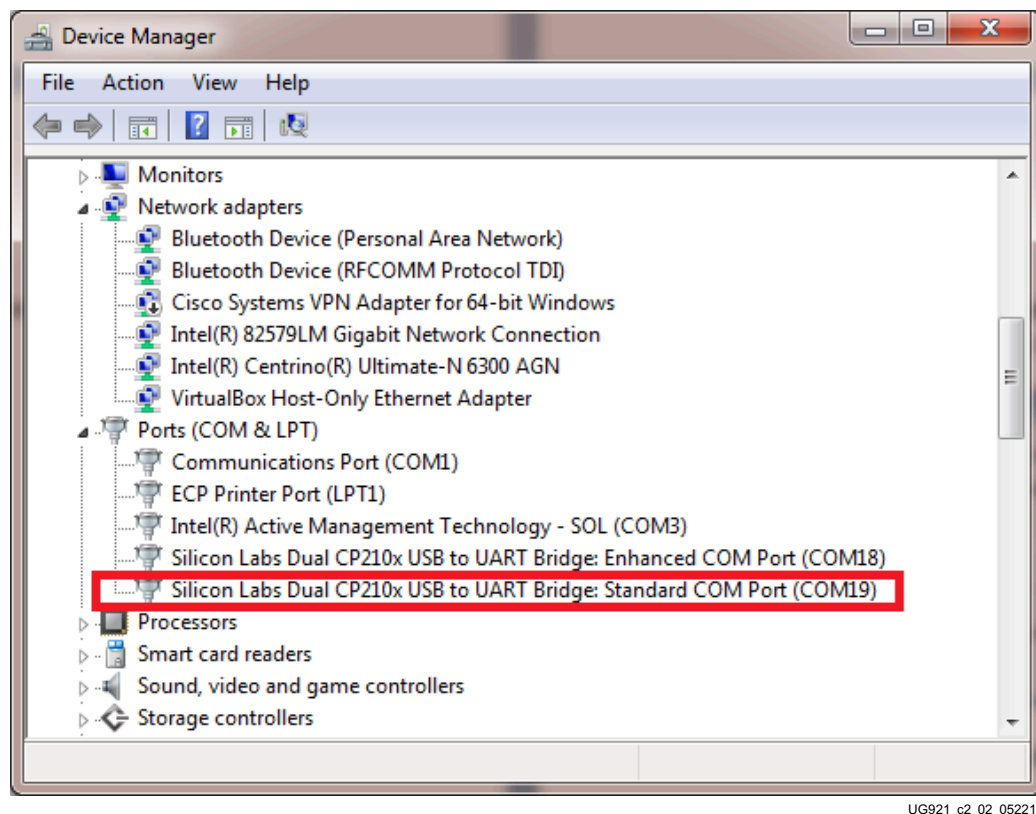 Device Manager
File Action View Help
Monitors
Network adapters
Bluetooth Device (Personal Area Network)
Bluetooth Device (RFCOMM Protocol TDI)
Cisco Systems VPN Adapter for 64-bit Windows
Intel(R) 82579LM Gigabit Network Connection
Intel(R) Centrino(R) Ultimate-N 6300 AGN
VirtualBox Host-Only Ethernet Adapter
Ports (COM & LPT)
Communications Port (COM1)
ECP Printer Port (LPT1)
Intel(R) Active Management Technology - SOL (COM3)
Silicon Labs Dual CP210x USB to UART Bridge: Enhanced COM Port (COM18)
Silicon Labs Dual CP210x USB to UART Bridge: Standard COM Port (COM19)
Processors
Smart card readers
Sound, video and game controllers
Storage controllers
UG921_c2_02_05221